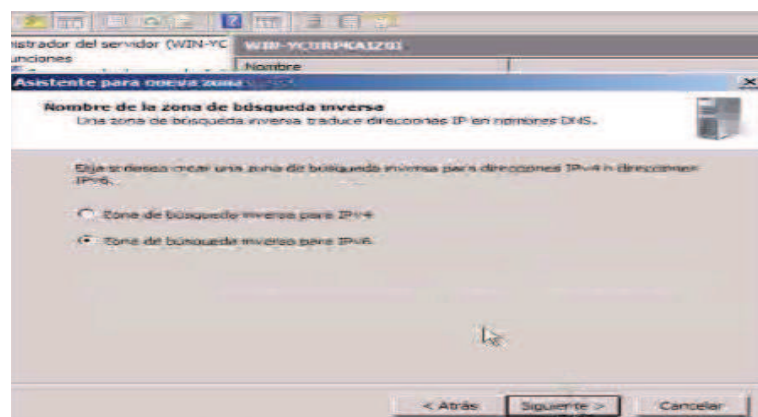 istrador del servidor (WIN-YC
WIN-YCURPKAIZ01
unciones
Nombre
Asistente para nueva zona
Nombre de la zona de búsqueda inversa
Una zona de búsqueda inversa traduce direcciones IP en nombres DNS.
Elija si desea crear una zona de búsqueda inversa para direcciones IPv4 o direcciones
IPv6.
Zona de búsqueda inversa para IPv4
Zona de búsqueda inversa para IPv6
< Atrás
Siguiente >
Cancelar